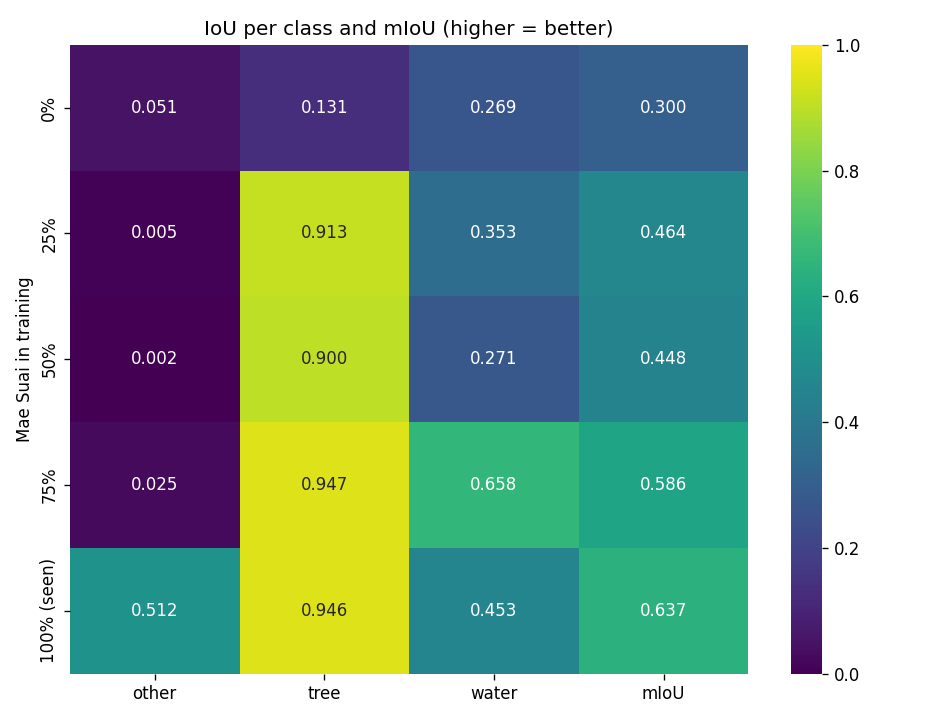 IoU per class and mIoU (higher = better)
Mae Suai in training
0% 0.051 0.131 0.269 0.300
25% 0.005 0.913 0.353 0.464
50% 0.002 0.900 0.271 0.448
75% 0.025 0.947 0.658 0.586
100% (seen) 0.512 0.946 0.453 0.637
other tree water mIoU
1.0
0.8
0.6
0.4
0.2
0.0